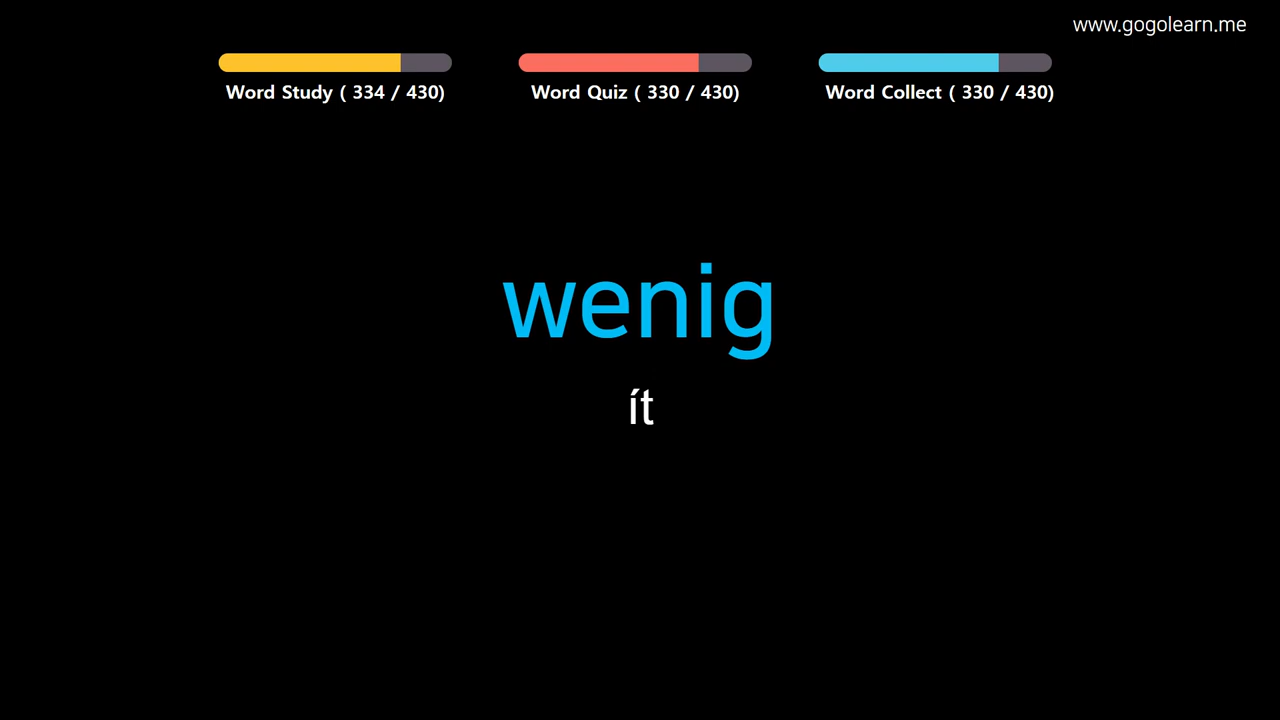 www.gogolearn.me
Word Study ( 334 / 430)
Word Quiz ( 330 / 430)
Word Collect ( 330 / 430)
wenig
ít